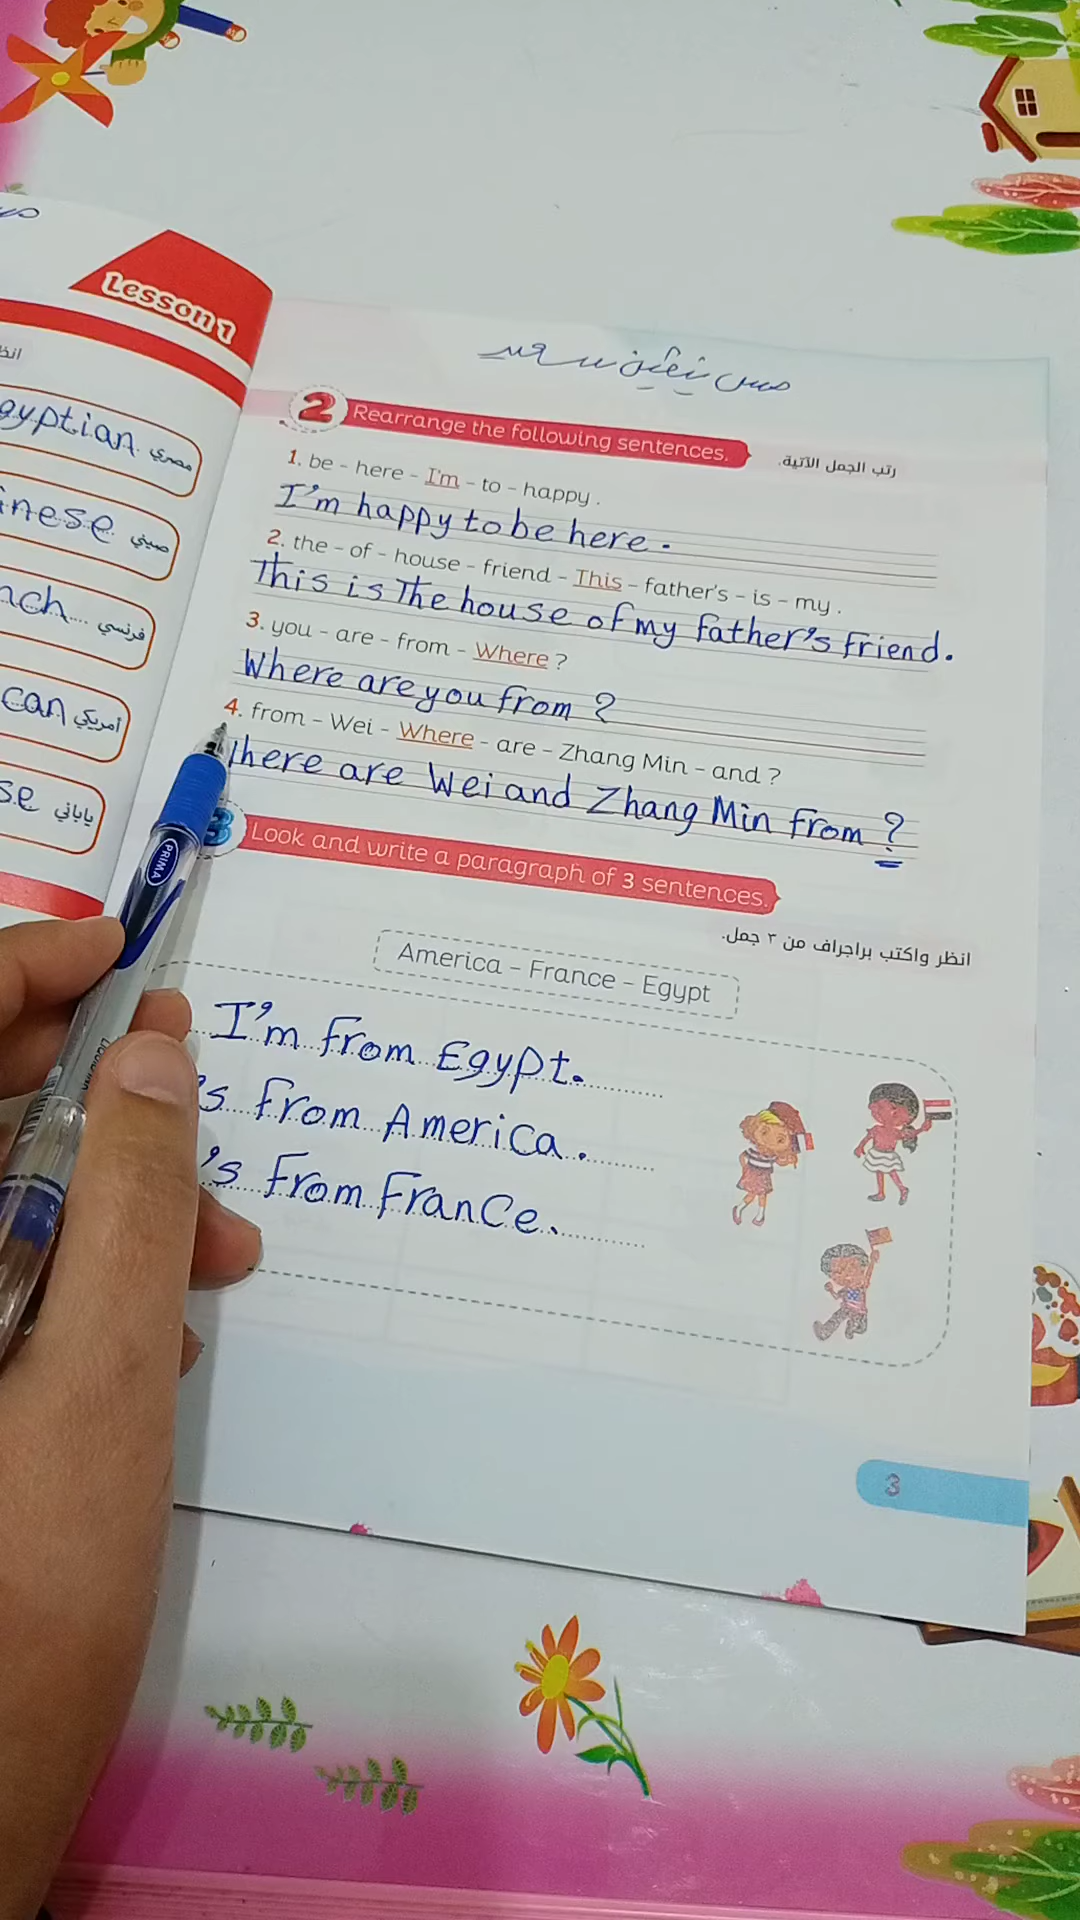 Lesson 1
gyptian. مصري
inese صيني
nch.... فرنسي
can أمريكي
se ياباني
2 Rearrange the following sentences.
رتب الجمل الآتية.
1. be – here – I'm – to – happy .
I'm happy to be here .
2. the – of – house – friend – This – father's – is – my .
This is The house of my father's Friend.
3. you – are – from – Where ?
Where are you from ?
4. from – Wei – Where – are – Zhang Min – and ?
here are Wei and Zhang Min from ?
3 Look and write a paragraph of 3 sentences.
انظر واكتب براجراف من ٣ جمل.
America – France – Egypt
I'm from Egypt.
's from America.
's From France.
3
PRIMA